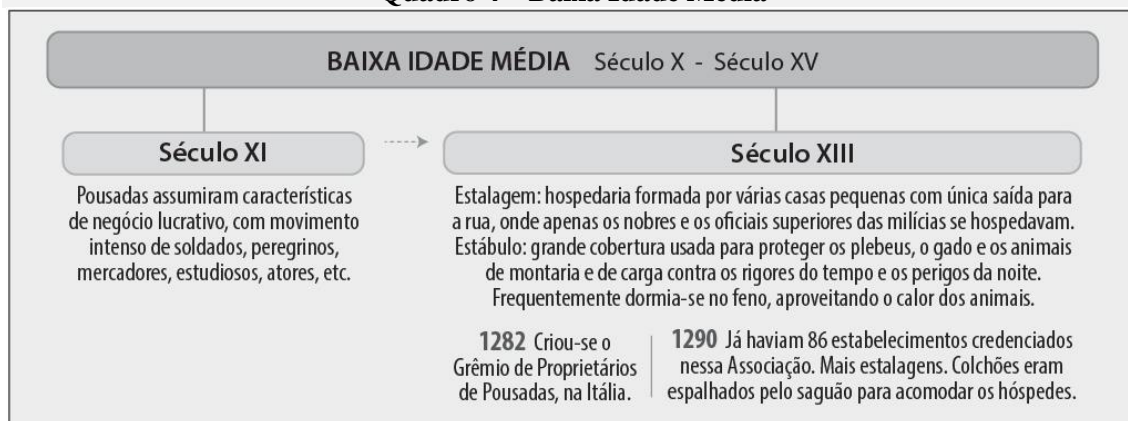 BAIXA IDADE MÉDIA Século X - Século XV
Século XI
Pousadas assumiram características
de negócio lucrativo, com movimento
intenso de soldados, peregrinos,
mercadores, estudiosos, atores, etc.
Século XIII
Estalagem: hospedaria formada por várias casas pequenas com única saída para
a rua, onde apenas os nobres e os oficiais superiores das milícias se hospedavam.
Estábulo: grande cobertura usada para proteger os plebeus, o gado e os animais
de montaria e de carga contra os rigores do tempo e os perigos da noite.
Frequentemente dormia-se no feno, aproveitando o calor dos animais.
1282 Criou-se o
Grêmio de Proprietários
de Pousadas, na Itália.
1290 Já haviam 86 estabelecimentos credenciados
nessa Associação. Mais estalagens. Colchões eram
espalhados pelo saguão para acomodar os hóspedes.